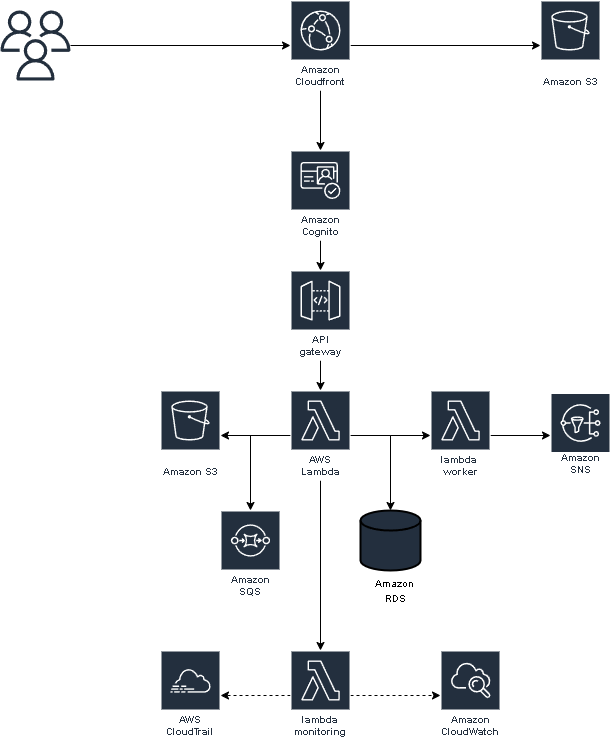 Amazon
Cloudfront
Amazon S3
Amazon
Cognito
API
gateway
Amazon S3
AWS
Lambda
lambda
worker
Amazon
SNS
Amazon
SQS
Amazon
RDS
AWS
CloudTrail
lambda
monitoring
Amazon
CloudWatch